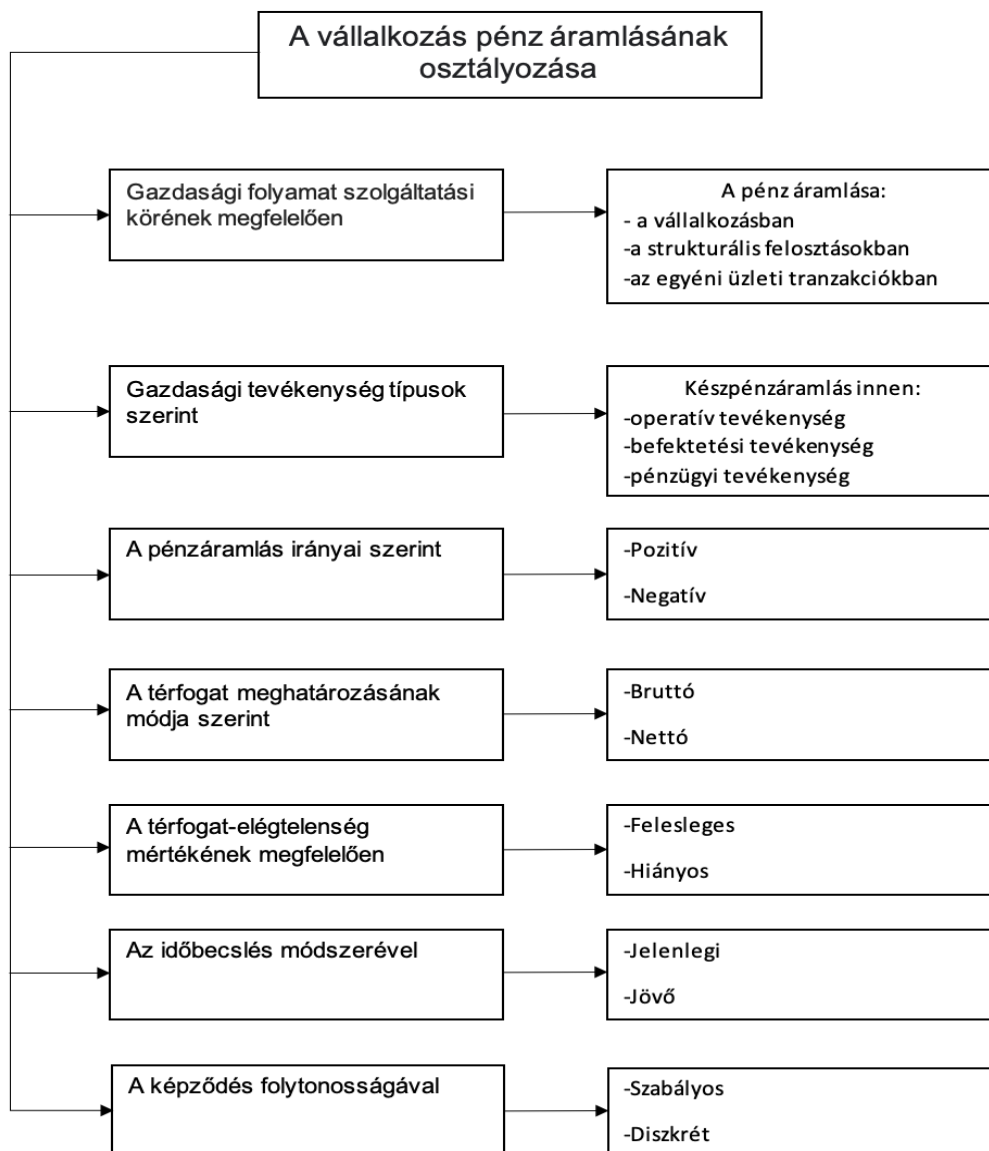 A vállalkozás pénz áramlásának
osztályozása
Gazdasági folyamat szolgáltatási
körének megfelelően
A pénz áramlása:
- a vállalkozásban
-a strukturális felosztásokban
-az egyéni üzleti tranzakciókban
Gazdasági tevékenység típusok
szerint
Készpénzáramlás innen:
-operatív tevékenység
-befektetési tevékenység
-pénzügyi tevékenység
A pénzáramlás irányai szerint
-Pozitív
-Negatív
A térfogat meghatározásának
módja szerint
-Bruttó
-Nettó
A térfogat-elégtelenség
mértékének megfelelően
-Felesleges
-Hiányos
Az időbecslés módszerével
-Jelenlegi
-Jövő
A képződés folytonosságával
-Szabályos
-Diszkrét